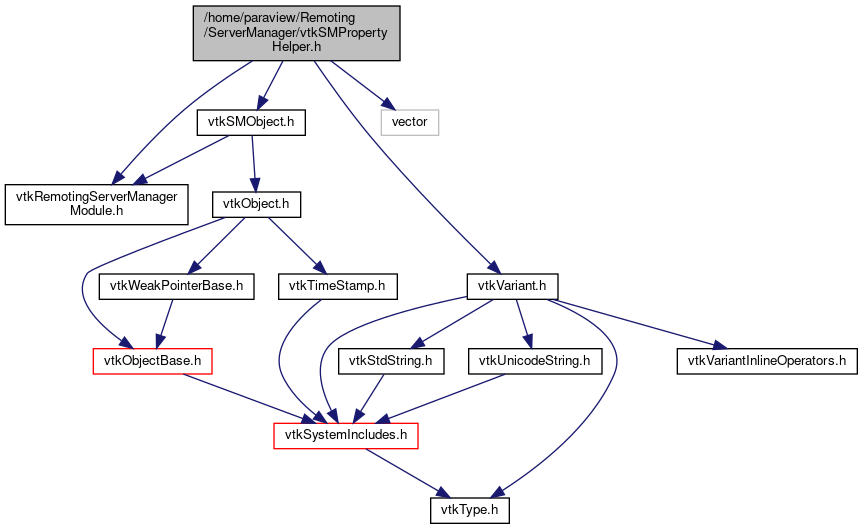 /home/paraview/Remoting
/ServerManager/vtkSMProperty
Helper.h
vtkSMObject.h
vector
vtkRemotingServerManager
Module.h
vtkObject.h
vtkWeakPointerBase.h
vtkTimeStamp.h
vtkVariant.h
vtkObjectBase.h
vtkStdString.h
vtkUnicodeString.h
vtkVariantInlineOperators.h
vtkSystemIncludes.h
vtkType.h